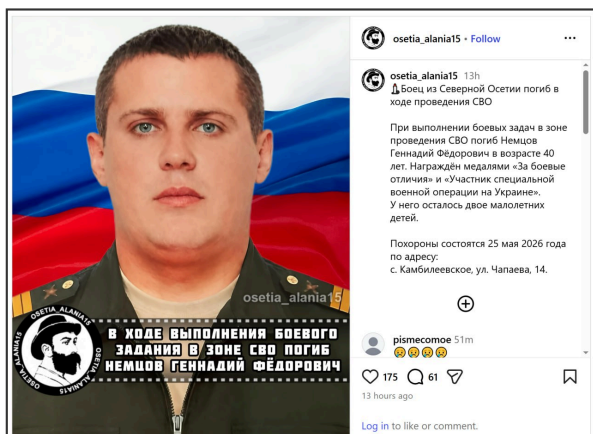 osetia_alania15
OSETIA_ALANIA15
OSETIA_ALANIA15
OSETIA_ALANIA15
В ХОДЕ ВЫПОЛНЕНИЯ БОЕВОГО
ЗАДАНИЯ В ЗОНЕ СВО ПОГИБ
НЕМЦОВ ГЕННАДИЙ ФЁДОРОВИЧ
osetia_alania15 • Follow
osetia_alania15 13h
Боец из Северной Осетии погиб в
ходе проведения СВО
При выполнении боевых задач в зоне
проведения СВО погиб Немцов
Геннадий Фёдорович в возрасте 40
лет. Награждён медалями «За боевые
отличия» и «Участник специальной
военной операции на Украине».
У него осталось двое малолетних
детей.
Похороны состоятся 25 мая 2026 года
по адресу:
с. Камбилеевское, ул. Чапаева, 14.
pismecomoe 51m
175 61
13 hours ago
Log in to like or comment.